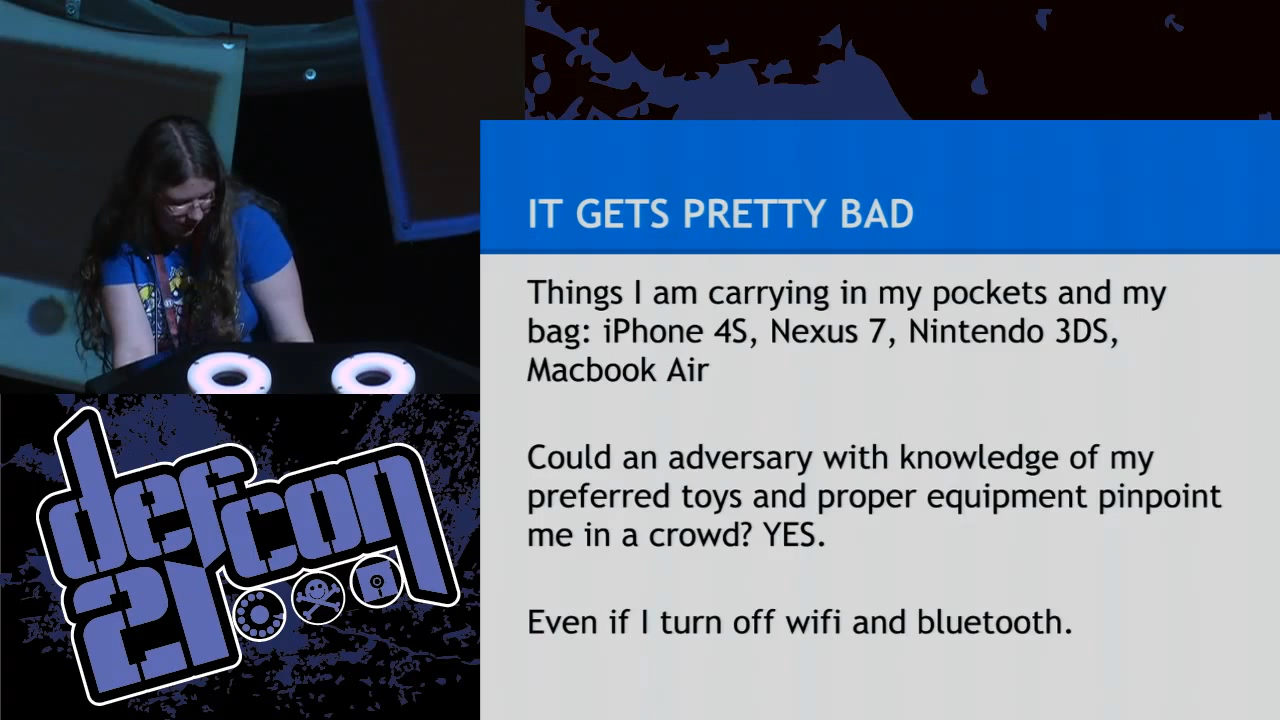 IT GETS PRETTY BAD
Things I am carrying in my pockets and my
bag: iPhone 4S, Nexus 7, Nintendo 3DS,
Macbook Air
Could an adversary with knowledge of my
preferred toys and proper equipment pinpoint
me in a crowd? YES.
Even if I turn off wifi and bluetooth.
defcon
21